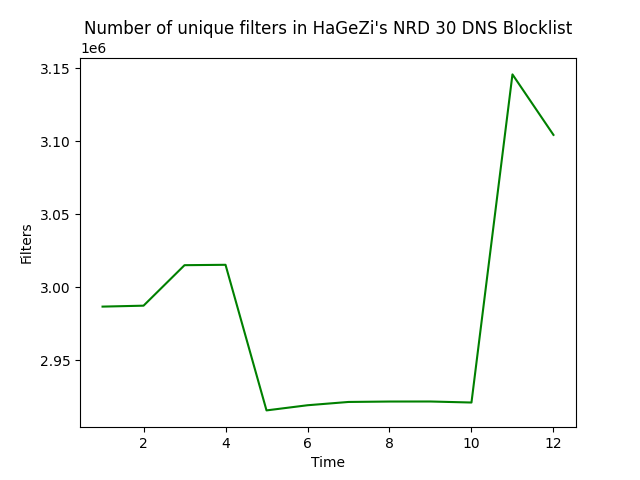 Number of unique filters in HaGeZi's NRD 30 DNS Blocklist
1e6
3.15
3.10
3.05
3.00
2.95
Filters
2 4 6 8 10 12
Time